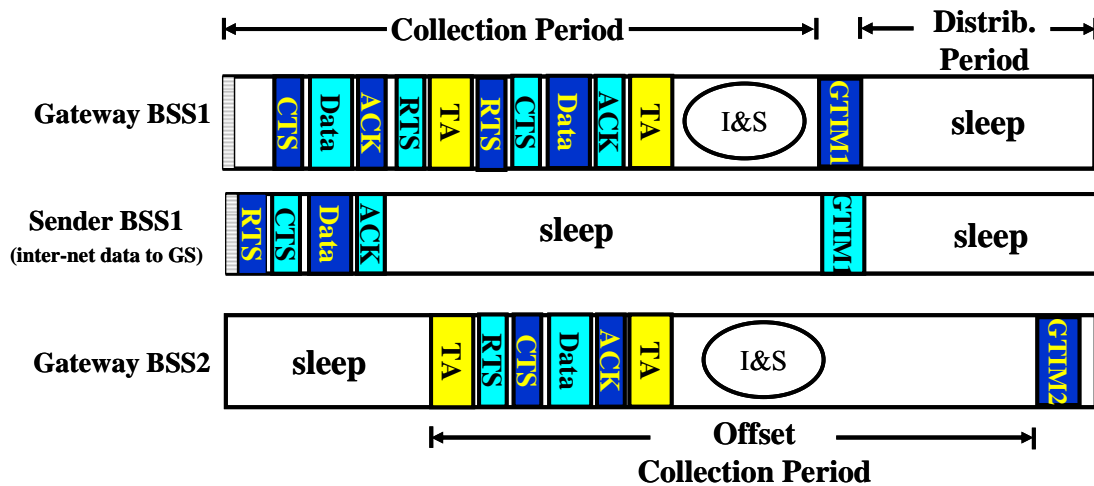 Collection Period
Distrib.
Period
Gateway BSS1
CTS
Data
ACK
RTS
TA
RTS
CTS
Data
ACK
TA
I&S
GTIM1
sleep
Sender BSS1
(inter-net data to GS)
RTS
CTS
Data
ACK
sleep
GTIM1
sleep
Gateway BSS2
sleep
TA
RTS
CTS
Data
ACK
TA
I&S
GTIM2
Offset
Collection Period